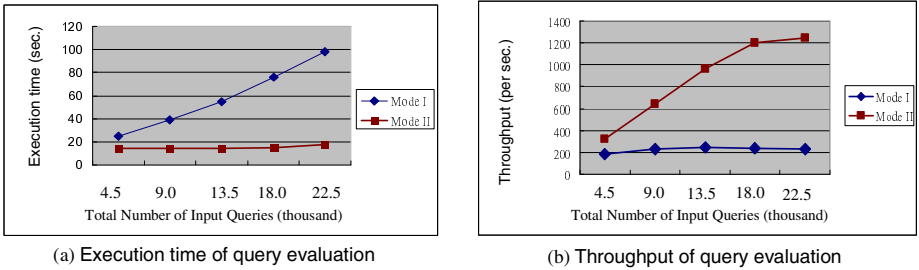 120
100
80
60
40
20
0
Execution time (sec.)
4.5 9.0 13.5 18.0 22.5
Total Number of Input Queries (thousand)
Mode I
Mode II
(a) Execution time of query evaluation
1400
1200
1000
800
600
400
200
0
Throughput (per sec.)
4.5 9.0 13.5 18.0 22.5
Total Number of Input Queries (thousand)
Mode I
Mode II
(b) Throughput of query evaluation